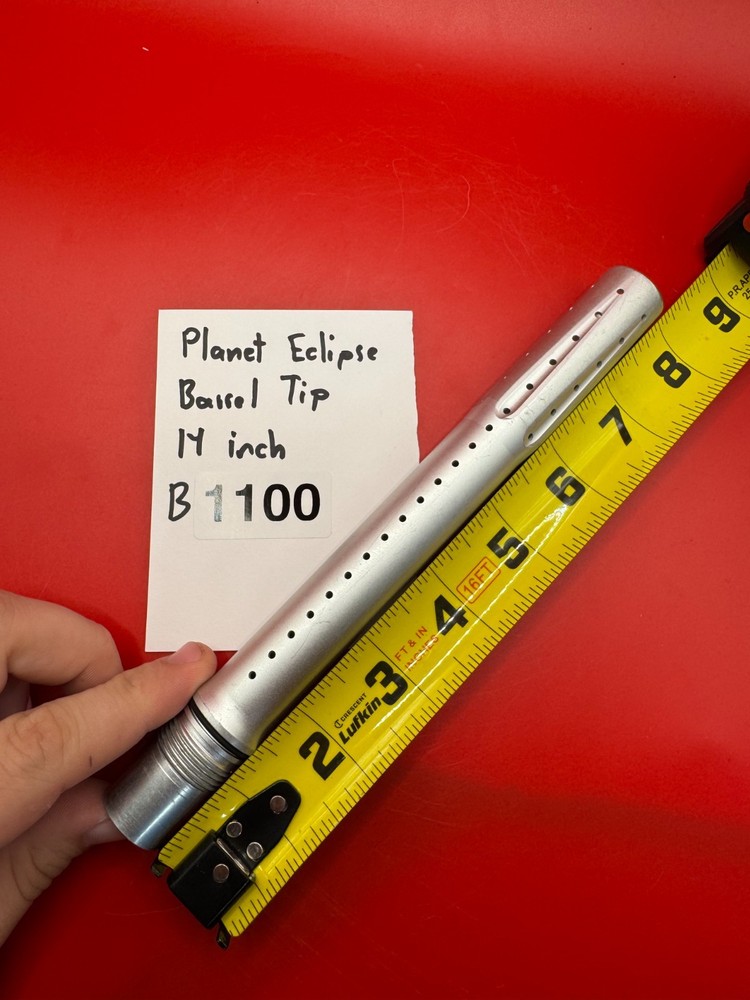 Planet Eclipse
Barrel Tip
14 inch
B 1100
9
8
7
6
5
16FT
4
FT & IN
INCHES
3
CRESCENT
Lufkin
2